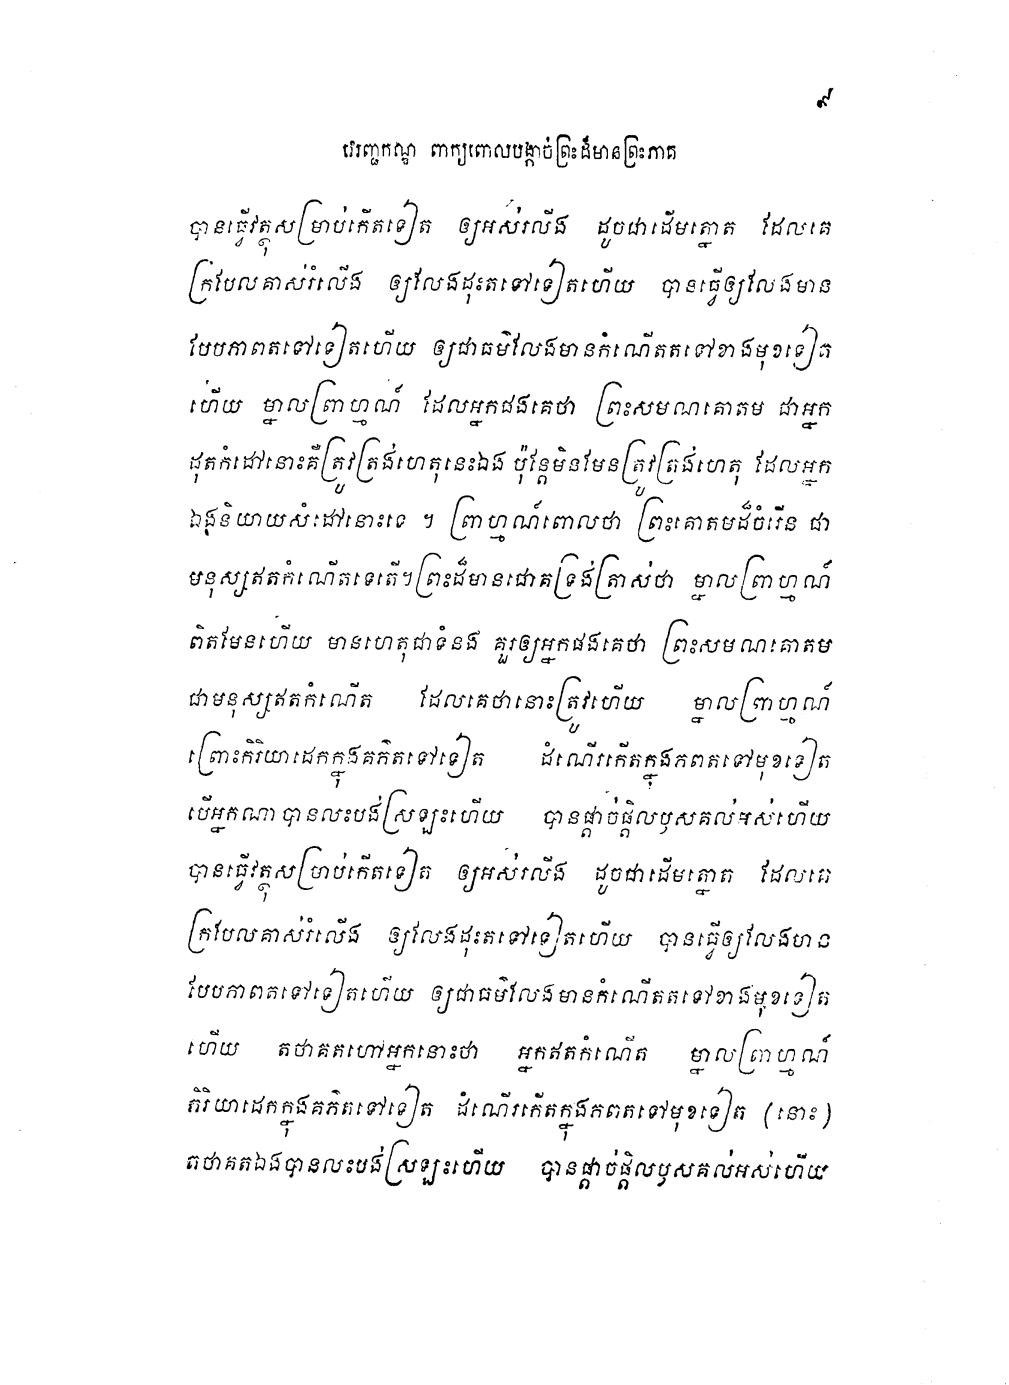 ៩
វេរញ្ជកណ្ឌ ពាក្យពោលបង្កាច់ព្រះដ៏មានព្រះភាគ
បានធ្វើវត្ថុសម្រាប់កើតទៀត ឲ្យអស់រលីង ដូចជាដើមត្នោត ដែលគេ
ក្រំបែលគាស់រំលើង ឲ្យលែងដុះតទៅទៀតហើយ បានធ្វើឲ្យលែងមាន
បែបភាពតទៅទៀតហើយ ឲ្យជាធម៌លែងមានកំណើតតទៅខាងមុខទៀត
ហើយ ម្នាលព្រាហ្មណ៍ ដែលអ្នកផងគេថា ព្រះសមណគោតម ជាអ្នក
ដុតកំដៅនោះគឺត្រូវត្រង់ហេតុនេះឯង ប៉ុន្តែមិនមែនត្រូវត្រង់ហេតុ ដែលអ្នក
ឯងនិយាយសំដៅនោះទេ ។ ព្រាហ្មណ៍ពោលថា ព្រះគោតមដ៏ចំរើន ជា
មនុស្សឥតកំណើតទេតើ។ព្រះដ៏មានជោគទ្រង់ត្រាស់ថា ម្នាលព្រាហ្មណ៍
ពិតមែនហើយ មានហេតុជាទំនង គួរឲ្យអ្នកផងគេថា ព្រះសមណគោតម
ជាមនុស្សឥតកំណើត ដែលគេថានោះត្រូវហើយ ម្នាលព្រាហ្មណ៍
ព្រោះកិរិយាដេកក្នុងគភ៌តទៅទៀត ដំណើរកើតក្នុងភពតទៅមុខទៀត
បើអ្នកណាបានលះបង់ស្រឡះហើយ បានផ្តាច់ផ្តិលឫសគល់អស់ហើយ
បានធ្វើវត្ថុសម្រាប់កើតទៀត ឲ្យអស់រលីង ដូចជាដើមត្នោត ដែលគេ
ក្រំបែលគាស់រំលើង ឲ្យលែងដុះតទៅទៀតហើយ បានធ្វើឲ្យលែងមាន
បែបភាពតទៅទៀតហើយ ឲ្យជាធម៌លែងមានកំណើតតទៅខាងមុខទៀត
ហើយ តថាគតហៅអ្នកនោះថា អ្នកឥតកំណើត ម្នាលព្រាហ្មណ៍
កិរិយាដេកក្នុងគភ៌តទៅទៀត ដំណើរកើតក្នុងភពតទៅមុខទៀត (នោះ)
តថាគតឯងបានលះបង់ស្រឡះហើយ បានផ្តាច់ផ្តិលឫសគល់អស់ហើយ